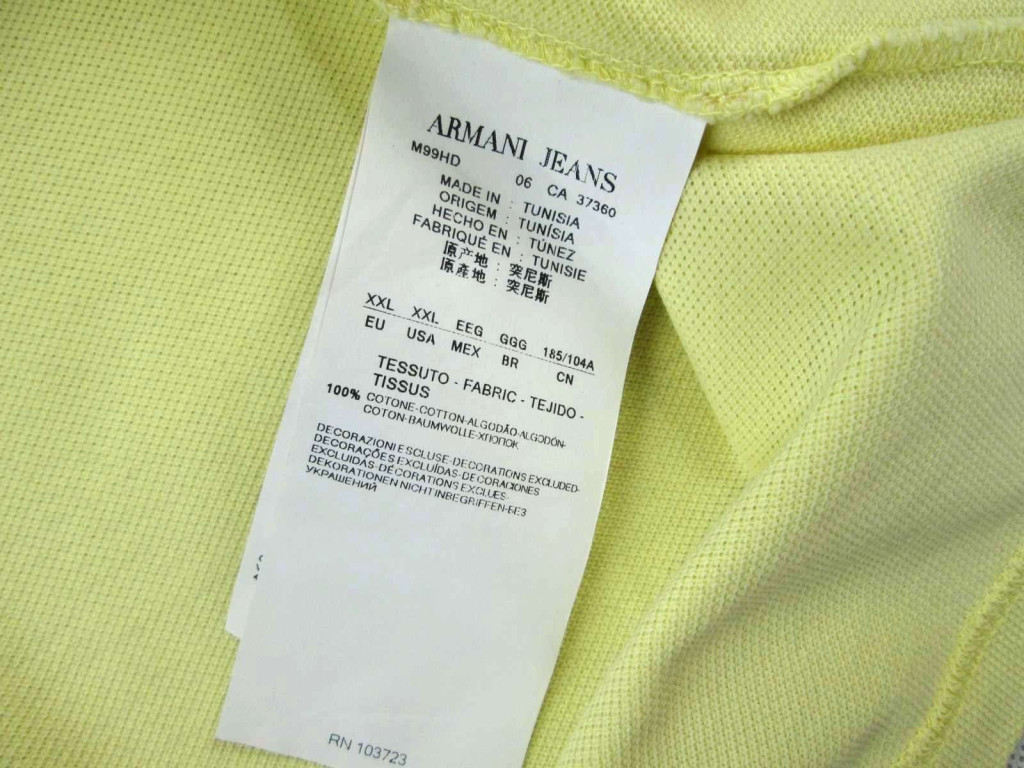 ARMANI JEANS
M99HD 06 CA 37360
MADE IN : TUNISIA
ORIGEM : TUNÍSIA
HECHO EN : TÚNEZ
FABRIQUÉ EN : TUNISIE
原产地 : 突尼斯
原產地 : 突尼斯
XXL XXL EEG GGG 185/104A
EU USA MEX BR CN
TESSUTO - FABRIC - TEJIDO -
TISSUS
100% COTONE-COTTON-ALGODÃO-ALGODÓN-
COTON-BAUMWOLLE-ХЛОПОК
DECORAZIONI ESCLUSE-DECORATIONS EXCLUDED-
DECORAÇÕES EXCLUÍDAS-DECORACIONES
EXCLUIDAS-DÉCORATIONS EXCLUES-
DEKORATIONEN NICHT INBEGRIFFEN-БЕЗ
УКРАШЕНИЙ
RN 103723